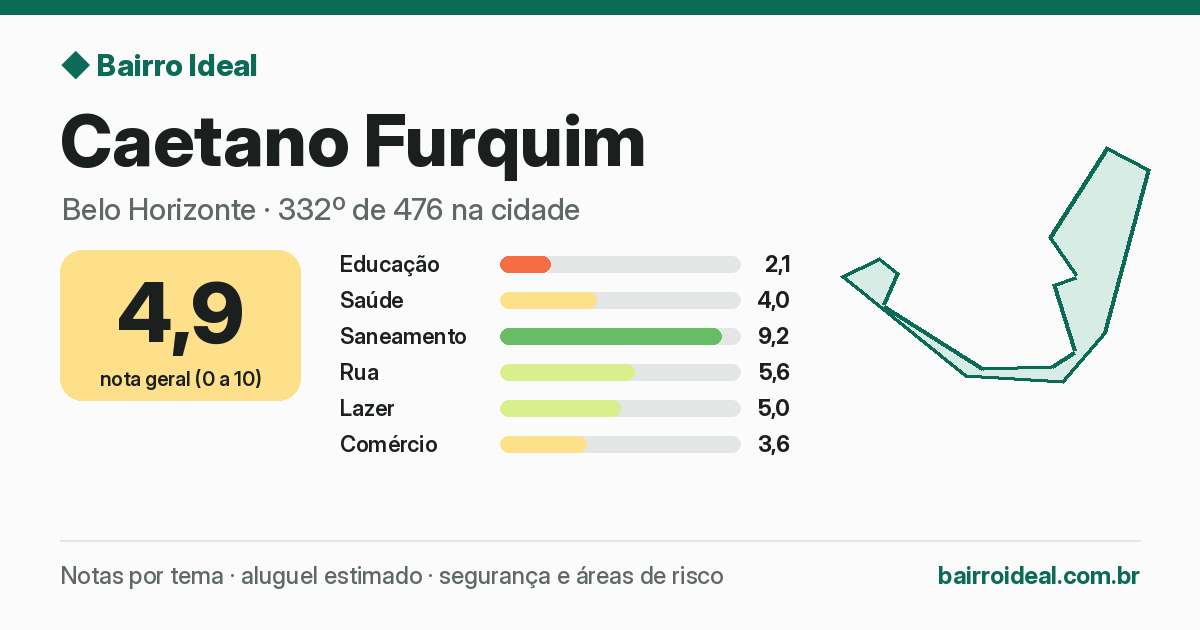 Bairro Ideal
Caetano Furquim
Belo Horizonte · 332º de 476 na cidade
4,9
nota geral (0 a 10)
Educação 2,1
Saúde 4,0
Saneamento 9,2
Rua 5,6
Lazer 5,0
Comércio 3,6
Notas por tema · aluguel estimado · segurança e áreas de risco
bairroideal.com.br